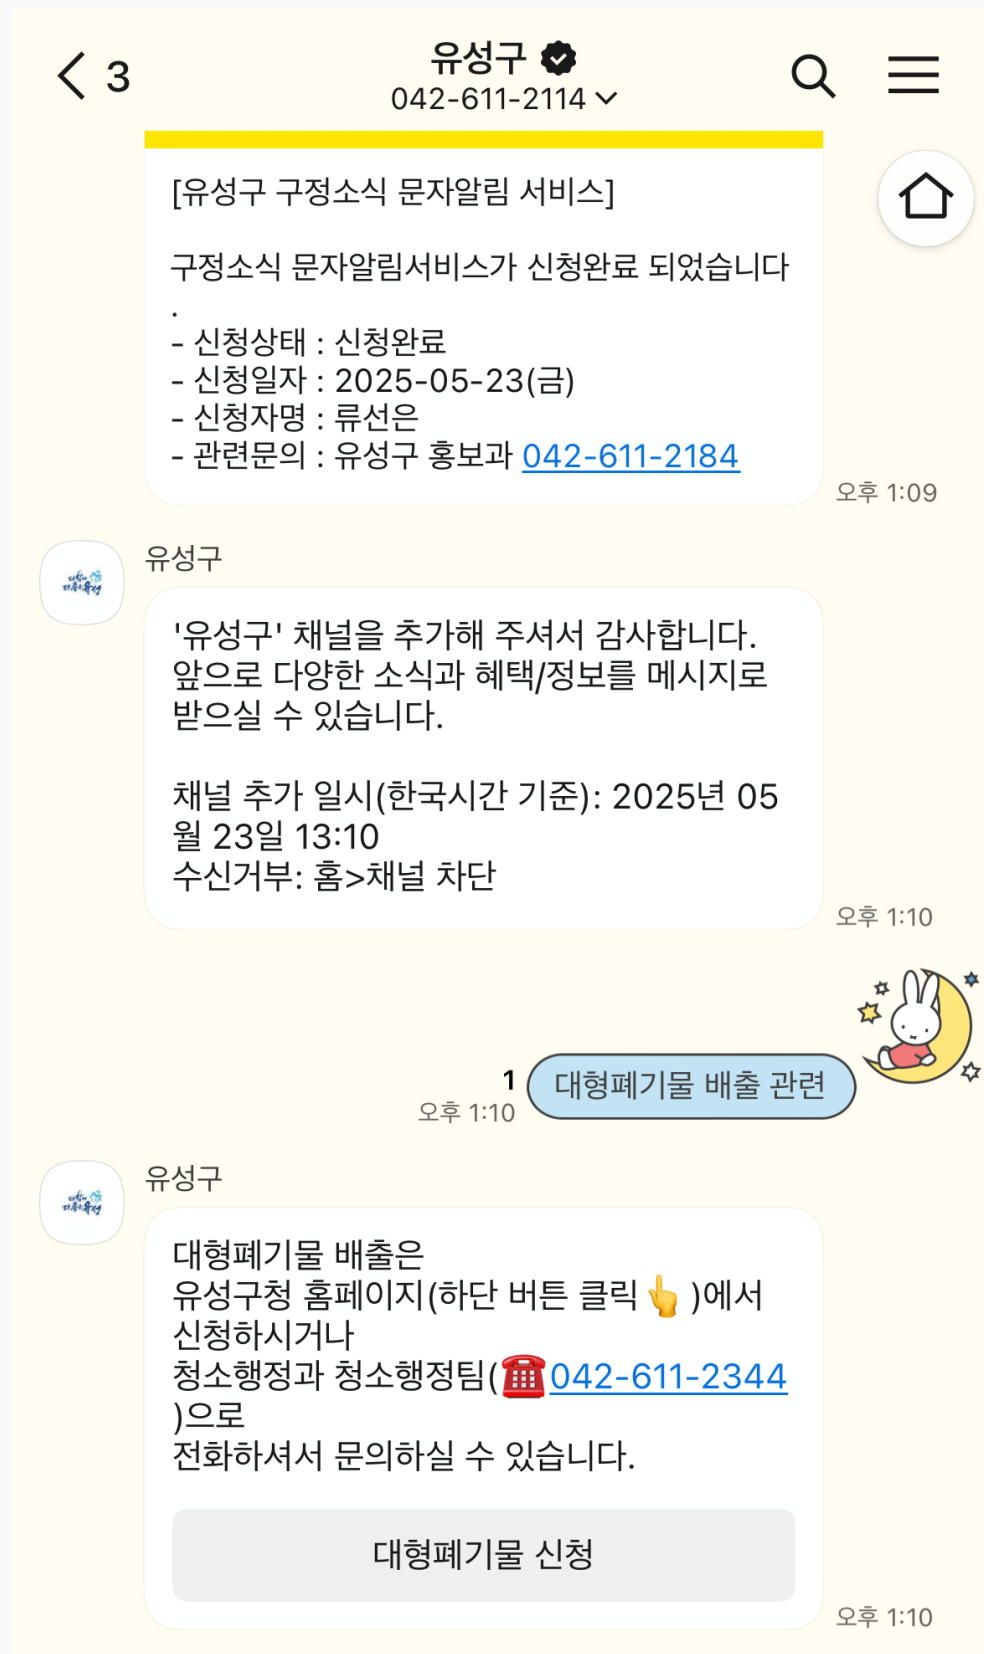 3
유성구
042-611-2114
[유성구 구정소식 문자알림 서비스]
구정소식 문자알림서비스가 신청완료 되었습니다
.
- 신청상태 : 신청완료
- 신청일자 : 2025-05-23(금)
- 신청자명 : 류선은
- 관련문의 : 유성구 홍보과 042-611-2184
오후 1:09
유성구
'유성구' 채널을 추가해 주셔서 감사합니다.
앞으로 다양한 소식과 혜택/정보를 메시지로
받으실 수 있습니다.
채널 추가 일시(한국시간 기준): 2025년 05
월 23일 13:10
수신거부: 홈>채널 차단
오후 1:10
1
오후 1:10
대형폐기물 배출 관련
유성구
대형폐기물 배출은
유성구청 홈페이지(하단 버튼 클릭👆)에서
신청하시거나
청소행정과 청소행정팀(☎️042-611-2344
)으로
전화하셔서 문의하실 수 있습니다.
대형폐기물 신청
오후 1:10